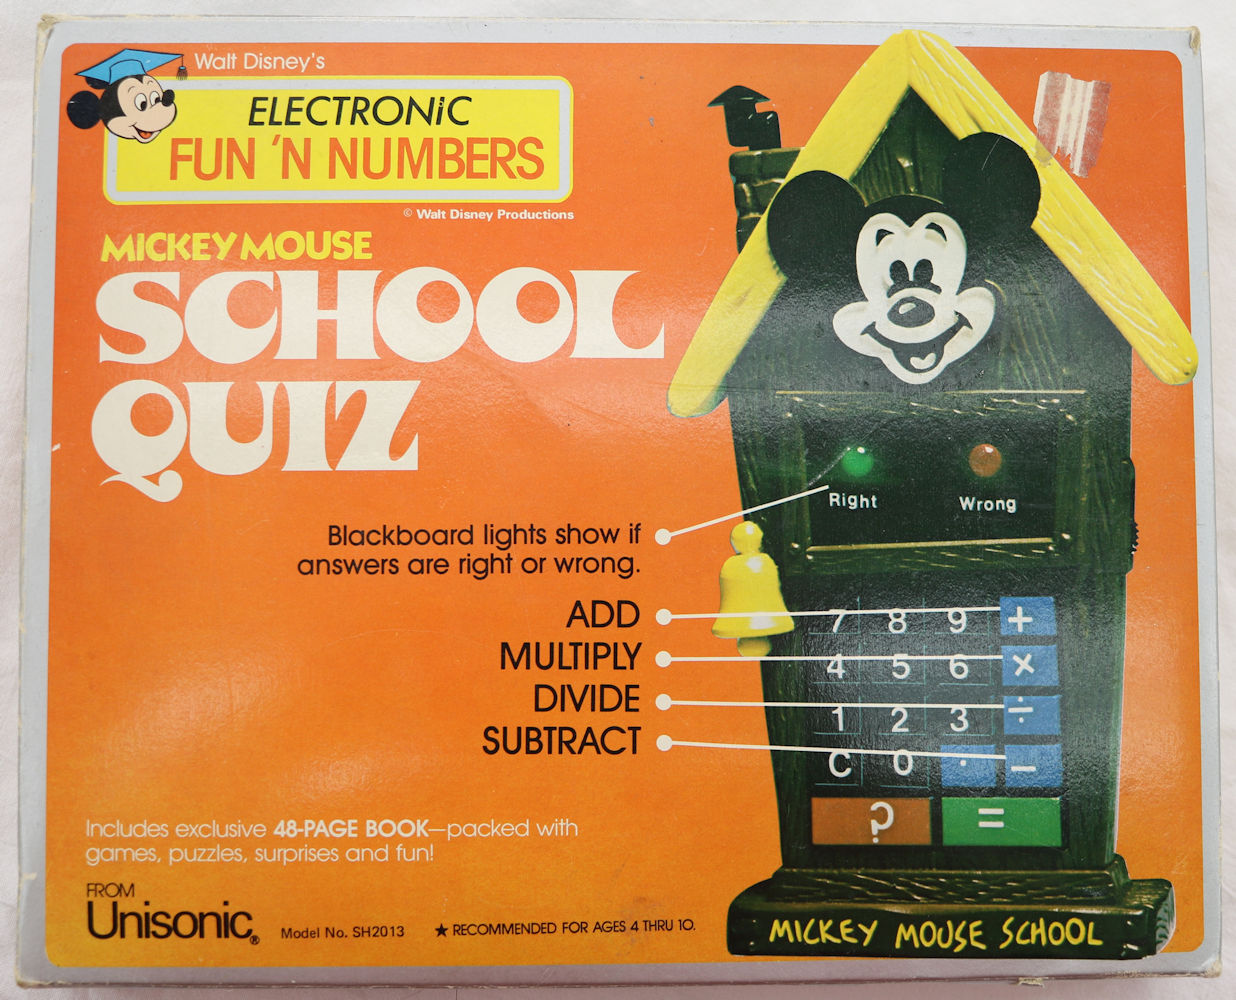 Walt Disney's
ELECTRONiC
FUN 'N NUMBERS
© Walt Disney Productions
MICKEY MOUSE
SCHOOL
QUIZ
Right
Wrong
Blackboard lights show if
answers are right or wrong.
ADD
MULTIPLY
DIVIDE
SUBTRACT
7 8 9 +
4 5 6 ×
1 2 3 ÷
C 0 . −
? =
Includes exclusive 48-PAGE BOOK—packed with
games, puzzles, surprises and fun!
FROM
Unisonic®
Model No. SH2013
★ RECOMMENDED FOR AGES 4 THRU 10.
MICKEY MOUSE SCHOOL